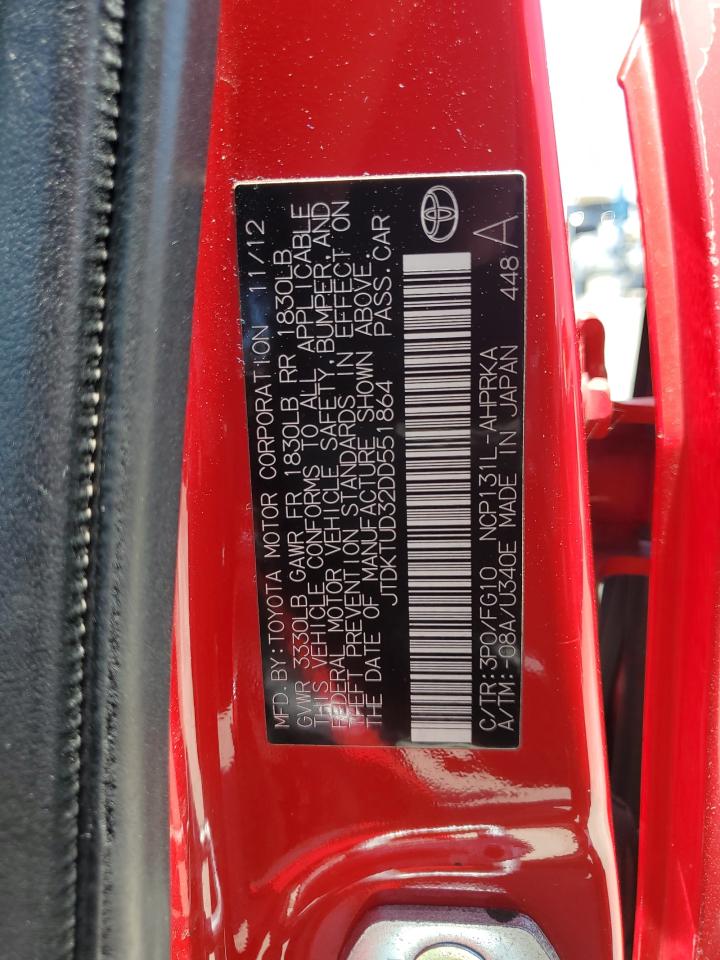 MFD.BY:TOYOTA MOTOR CORPORATION 11/12
GVWR 3330LB GAWR FR 1830LB RR 1830LB
THIS VEHICLE CONFORMS TO ALL APPLICABLE
FEDERAL MOTOR VEHICLE SAFETY,BUMPER,AND
THEFT PREVENTION STANDARDS IN EFFECT ON
THE DATE OF MANUFACTURE SHOWN ABOVE.
JTDKTUD32DD551864 PASS.CAR
C/TR:3P0/FG10 NCP131L-AHPRKA
A/TM:-08A/U340E MADE IN JAPAN 448 A